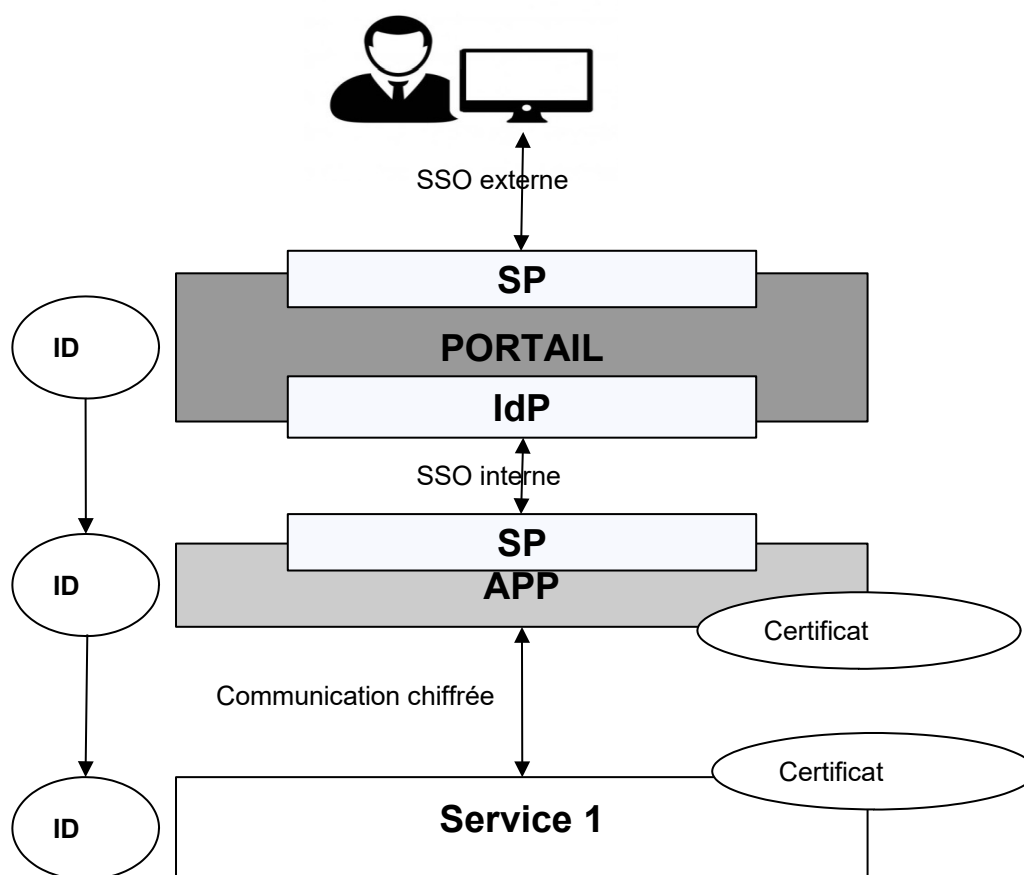 SSO externe
SP
PORTAIL
ID
IdP
SSO interne
SP
APP
ID
Certificat
Communication chiffrée
Certificat
Service 1
ID